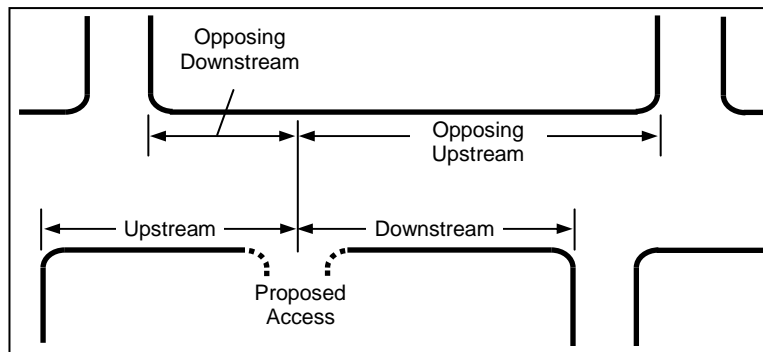 Opposing
Downstream
Opposing
Upstream
Upstream
Downstream
Proposed
Access